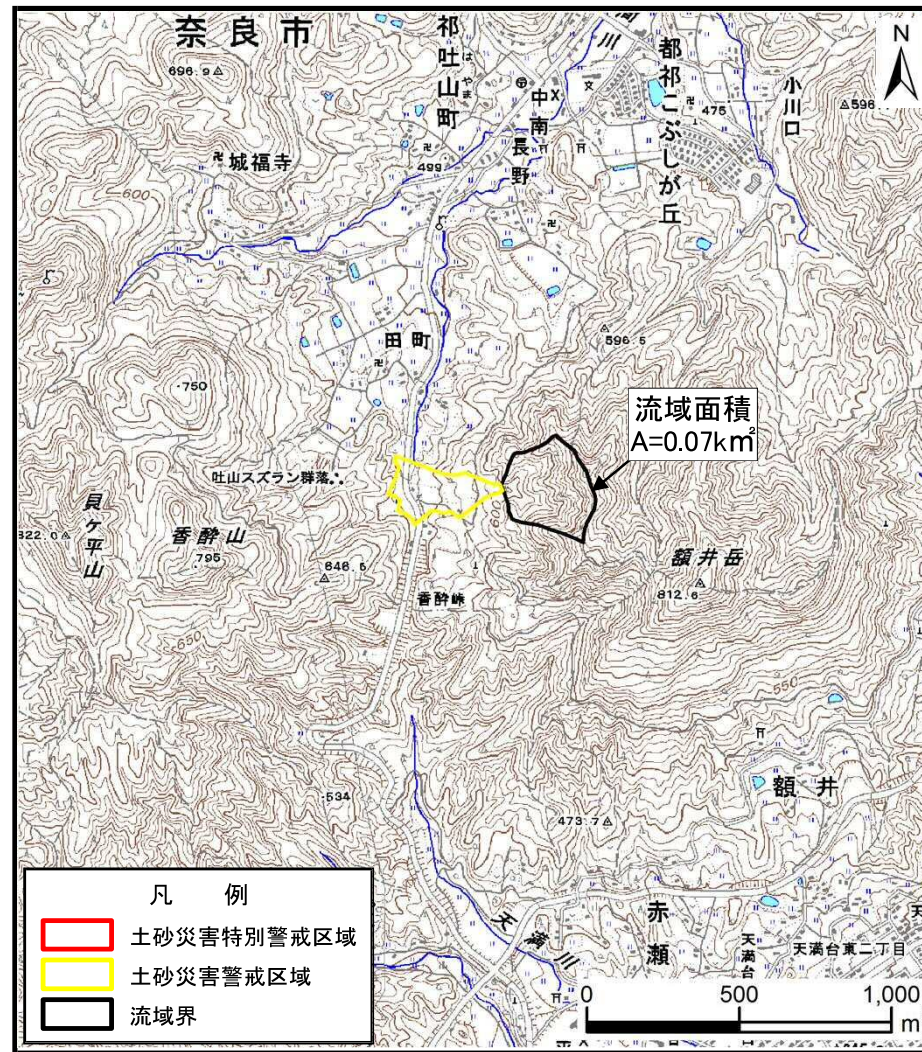 奈良市
祁吐山町
はやま
中南
長野
都祁こぶしが丘
小川口
N
696.9
475
499
城福寺
600
596.5
田町
750
流域面積
A=0.07km²
吐山スズラン群落
貝ケ平山
香酔山
795
646.5
額井岳
812.6
香酔峠
650
550
534
額井
473.7
天満川
赤瀬
天満台
天満台東二丁目
凡例
土砂災害特別警戒区域
土砂災害警戒区域
流域界
0 500 1,000
m